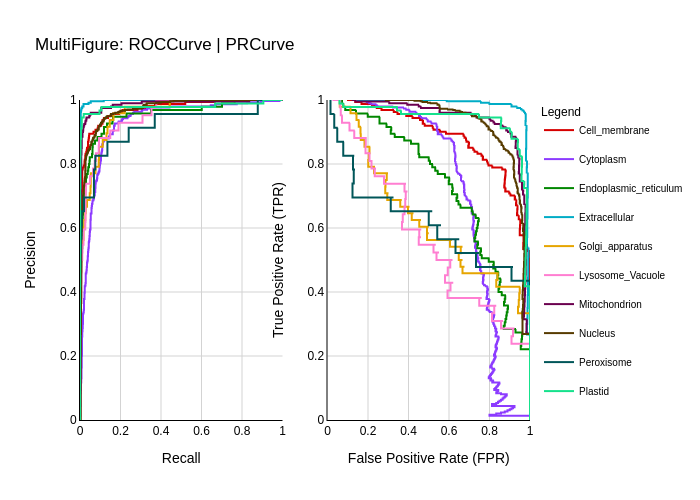 MultiFigure: ROCCurve | PRCurve
Precision
1
0.8
0.6
0.4
0.2
0
0 0.2 0.4 0.6 0.8 1
Recall
True Positive Rate (TPR)
1
0.8
0.6
0.4
0.2
0
0 0.2 0.4 0.6 0.8 1
False Positive Rate (FPR)
Legend
Cell_membrane
Cytoplasm
Endoplasmic_reticulum
Extracellular
Golgi_apparatus
Lysosome_Vacuole
Mitochondrion
Nucleus
Peroxisome
Plastid